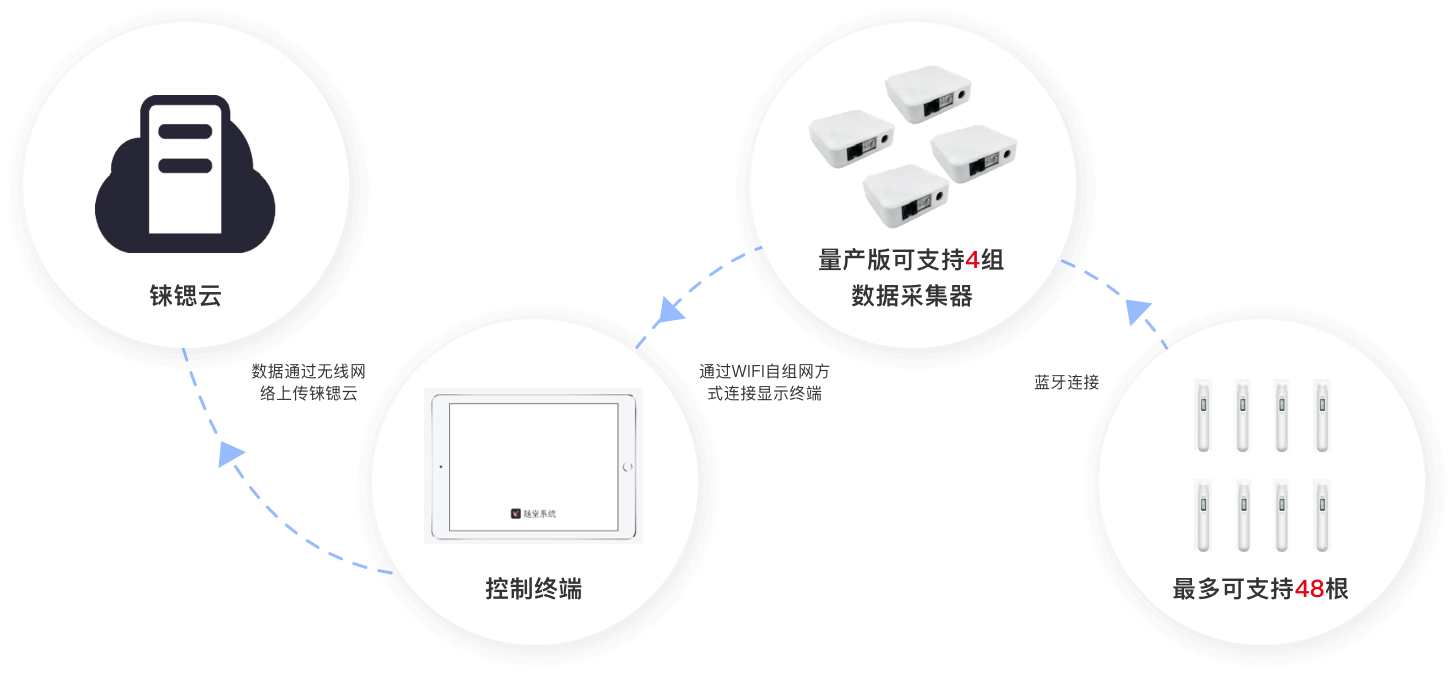 铼锶云
数据通过无线网
络上传铼锶云
随堂系统
控制终端
量产版可支持4组
数据采集器
通过WIFI自组网方
式连接显示终端
蓝牙连接
最多可支持48根